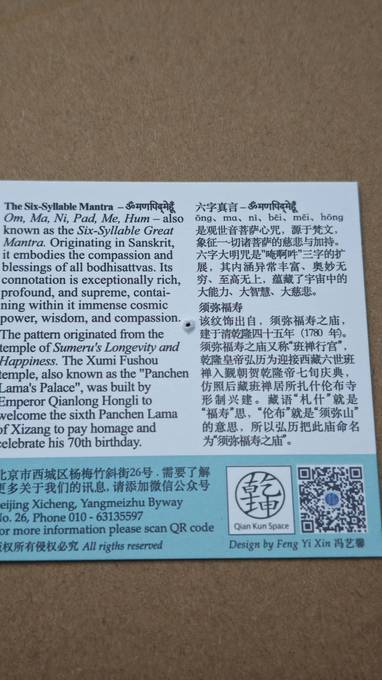 The Six-Syllable Mantra – ॐमणिपद्मेहूँ
Om, Ma, Ni, Pad, Me, Hum – also
known as the Six-Syllable Great
Mantra. Originating in Sanskrit,
it embodies the compassion and
blessings of all bodhisattvas. Its
connotation is exceptionally rich,
profound, and supreme, contai-
ning within it immense cosmic
power, wisdom, and compassion.
The pattern originated from the
temple of Sumeru's Longevity and
Happiness. The Xumi Fushou
temple, also known as the "Panchen
Lama's Palace", was built by
Emperor Qianlong Hongli to
welcome the sixth Panchen Lama
of Xizang to pay homage and
celebrate his 70th birthday.
六字真言 – ॐमणिपद्मेहूँ
ōng、ma、nì、bēi、mēi、hōng
是观世音菩萨心咒，源于梵文，
象征一切诸菩萨的慈悲与加持。
六字大明咒是"唵啊吽"三字的扩
展，其内涵异常丰富、奥妙无
穷、至高无上，蕴藏了宇宙中的
大能力、大智慧、大慈悲。
须弥福寿
该纹饰出自，须弥福寿之庙，
建于清乾隆四十五年（1780 年）。
须弥福寿之庙又称"班禅行宫"，
乾隆皇帝弘历为迎接西藏六世班
禅入觐朝贺乾隆帝七旬庆典，
仿照后藏班禅居所扎什伦布寺
形制兴建。藏语"札什"就是
"福寿"思，"伦布"就是"须弥山"
的意思，所以弘历把此庙命名
为"须弥福寿之庙"。
北京市西城区杨梅竹斜街26号．需要了解
更多关于我们的讯息，请添加微信公众号
Beijing Xicheng, Yangmeizhu Byway
No. 26, Phone 010 - 63135597
For more information please scan QR code
版权所有侵权必究 All rigths reserved
乾坤
Qian Kun Space
Design by Feng Yi Xin 冯艺馨